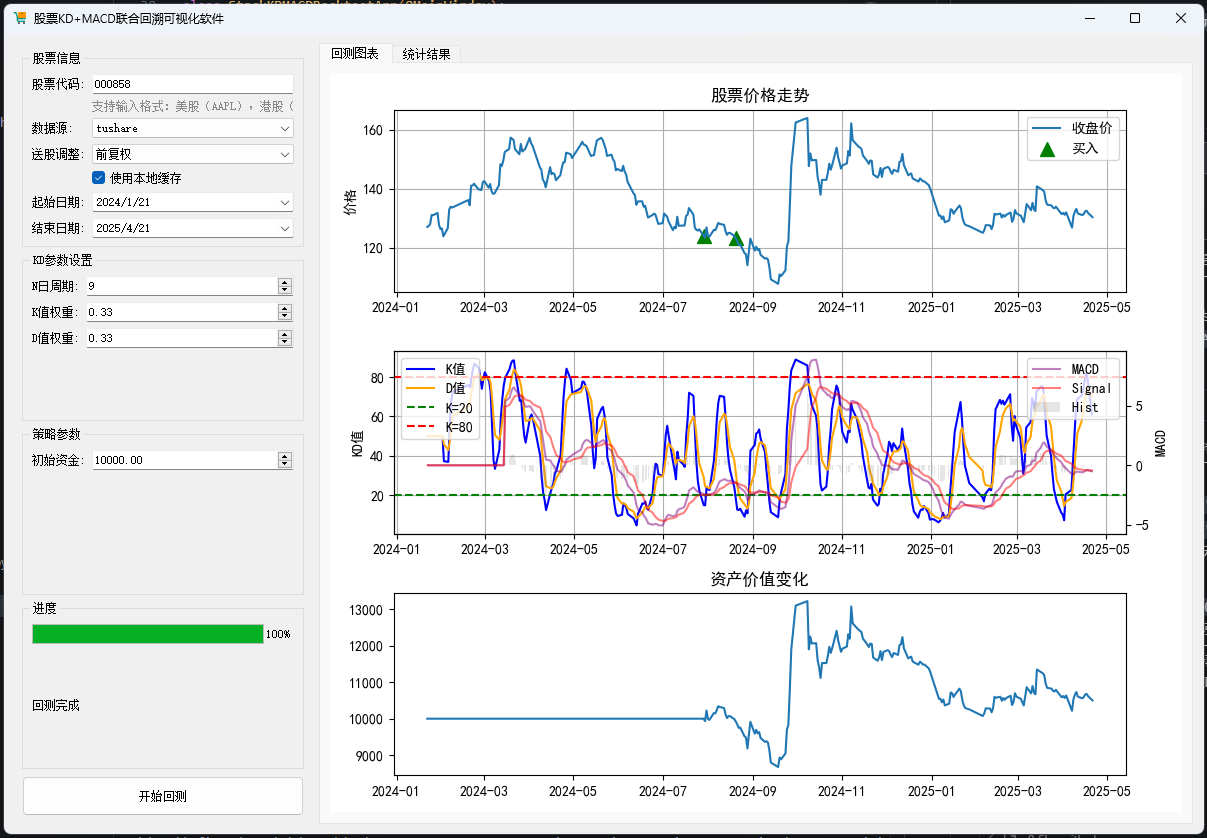 股票KD+MACD联合回溯可视化软件
股票信息
股票代码: 000858
支持输入格式: 美股 (AAPL) , 港股 (
数据源: tushare
送股调整: 前复权
使用本地缓存
起始日期: 2024/1/21
结束日期: 2025/4/21
KD参数设置
N日周期: 9
K值权重: 0.33
D值权重: 0.33
策略参数
初始资金: 10000.00
进度
100%
回测完成
开始回测
回测图表 统计结果
股票价格走势
价格
160
140
120
收盘价
买入
2024-01 2024-03 2024-05 2024-07 2024-09 2024-11 2025-01 2025-03 2025-05
KD值
80
60
40
20
K值
D值
K=20
K=80
MACD
Signal
Hist
5
0
-5
MACD
2024-01 2024-03 2024-05 2024-07 2024-09 2024-11 2025-01 2025-03 2025-05
资产价值变化
13000
12000
11000
10000
9000
2024-01 2024-03 2024-05 2024-07 2024-09 2024-11 2025-01 2025-03 2025-05